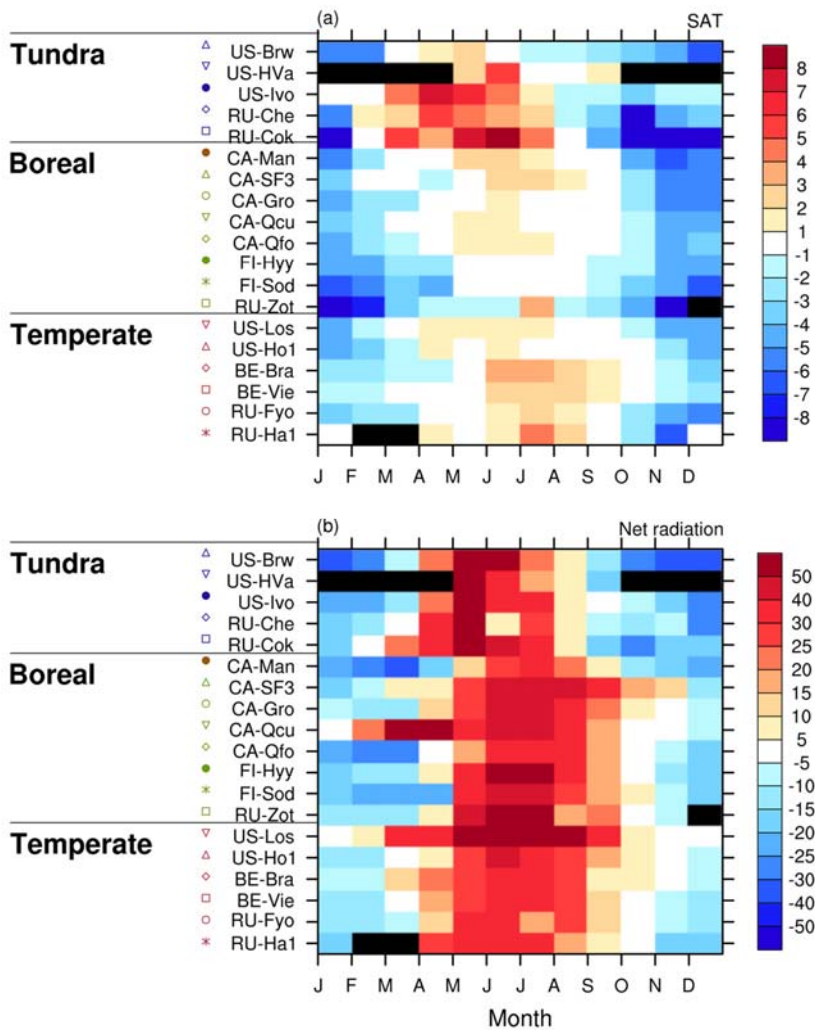 (a) SAT
Tundra
US-Brw
US-HVa
US-Ivo
RU-Che
RU-Cok
Boreal
CA-Man
CA-SF3
CA-Gro
CA-Qcu
CA-Qfo
FI-Hyy
FI-Sod
RU-Zot
Temperate
US-Los
US-Ho1
BE-Bra
BE-Vie
RU-Fyo
RU-Ha1
J F M A M J J A S O N D
8
6
5
4
3
2
1
-1
-2
-3
-4
-5
-6
-7
-8
(b) Net radiation
Tundra
US-Brw
US-HVa
US-Ivo
RU-Che
RU-Cok
Boreal
CA-Man
CA-SF3
CA-Gro
CA-Qcu
CA-Qfo
FI-Hyy
FI-Sod
RU-Zot
Temperate
US-Los
US-Ho1
BE-Bra
BE-Vie
RU-Fyo
RU-Ha1
J F M A M J J A S O N D
Month
50
40
30
25
20
15
10
5
-5
-10
-15
-20
-25
-30
-40
-50